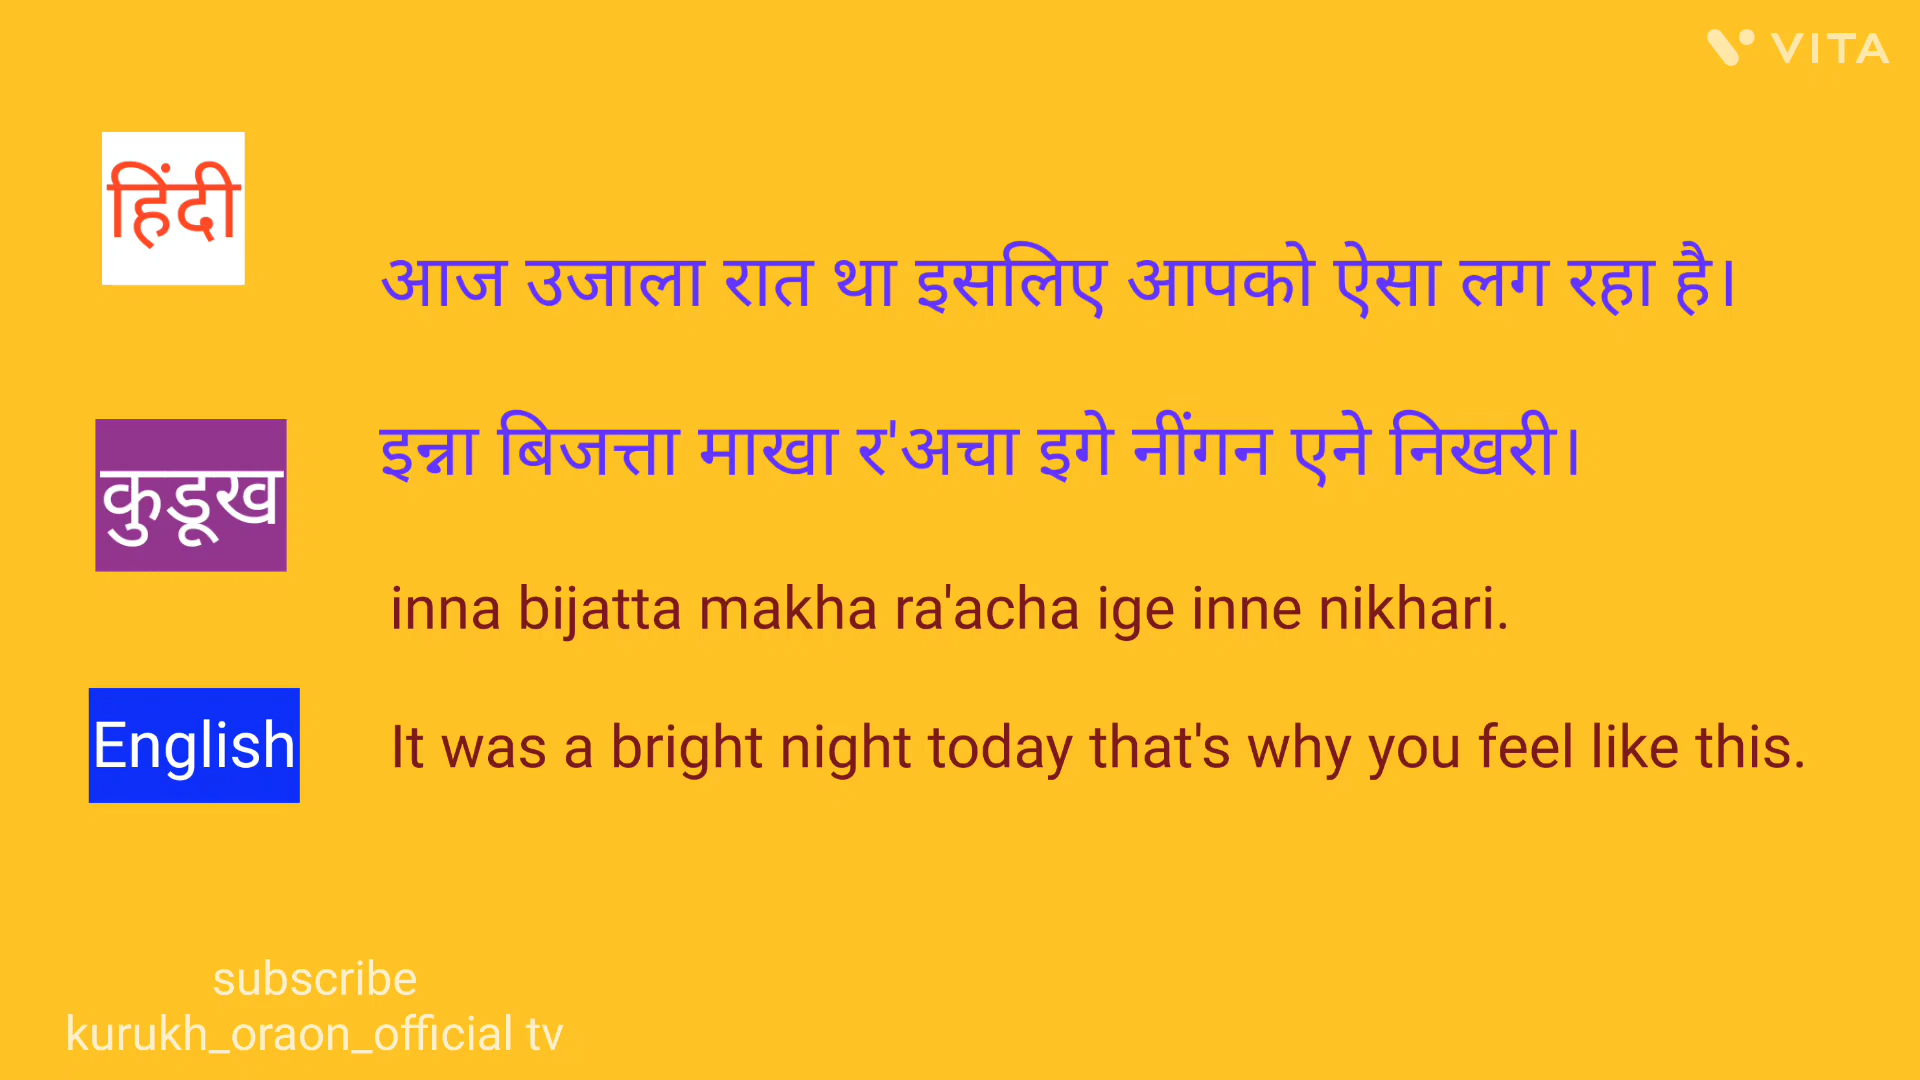 VITA
हिंदी
आज उजाला रात था इसलिए आपको ऐसा लग रहा है।
कुडूख
इन्ना बिजत्ता माखा र'अचा इगे नींगन एने निखरी।
inna bijatta makha ra'acha ige inne nikhari.
English
It was a bright night today that's why you feel like this.
subscribe
kurukh_oraon_official tv